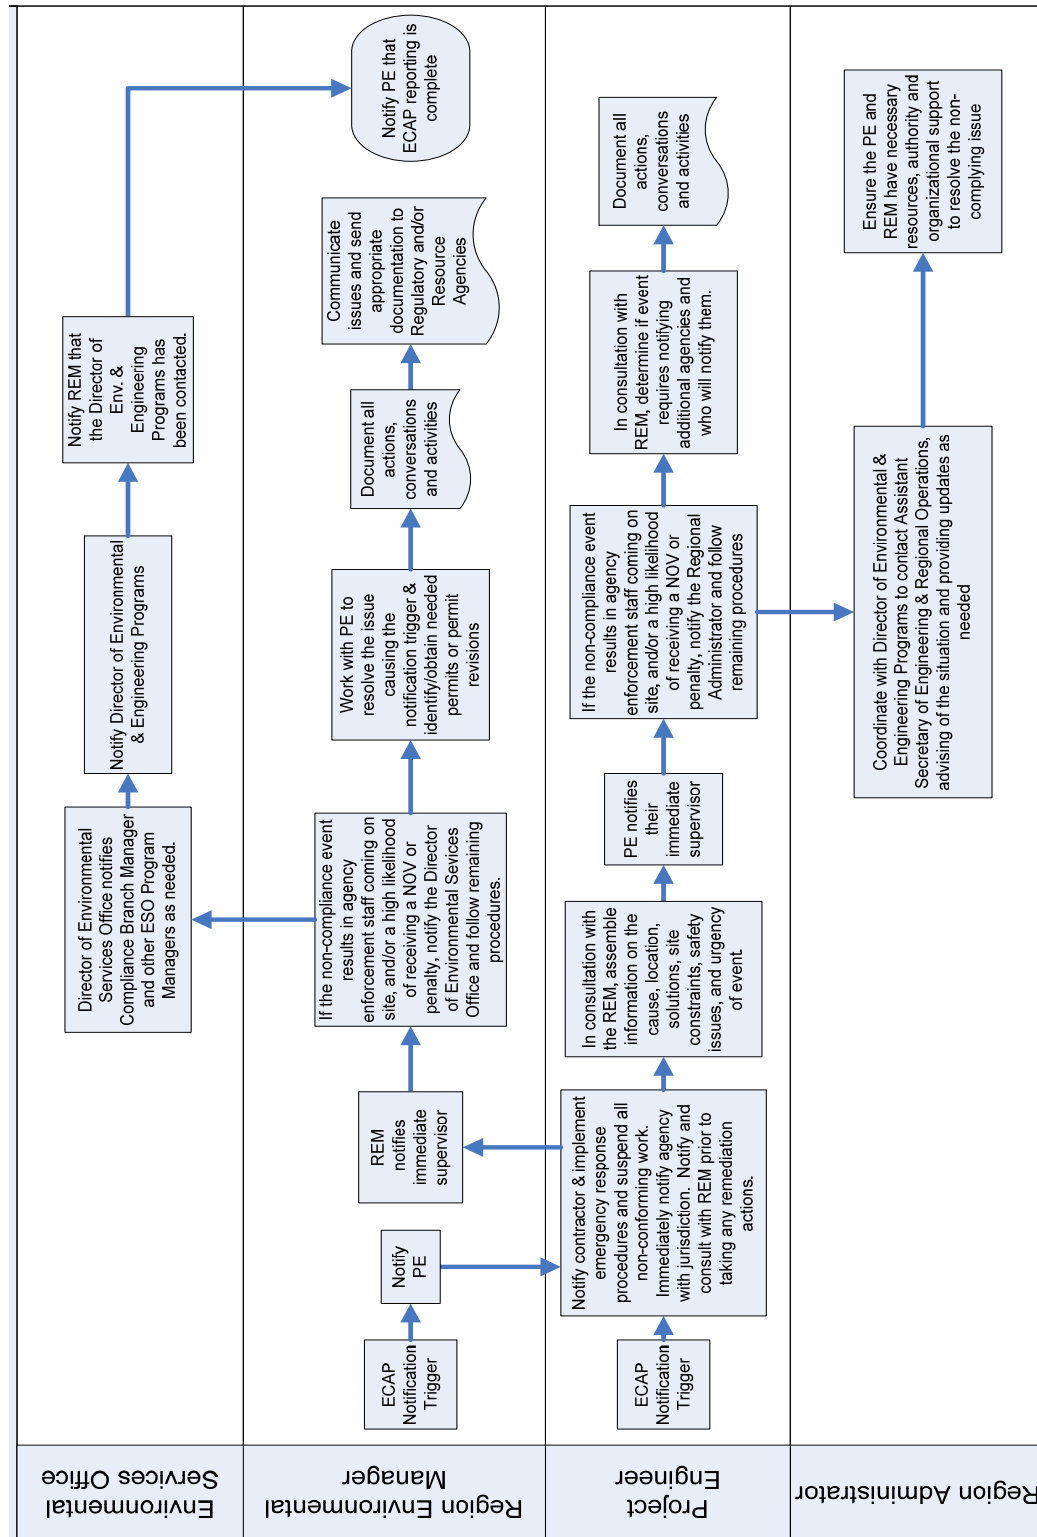 Environmental
Services Office
Director of Environmental
Services Office notifies
Compliance Branch Manager
and other ESO Program
Managers as needed.
Notify Director of Environmental
& Engineering Programs
Notify REM that
the Director of
Env. &
Engineering
Programs has
been contacted.
Region Environmental
Manager
ECAP
Notification
Trigger
Notify
PE
REM
notifies
immediate
supervisor
If the non-compliance event
results in agency
enforcement staff coming on
site, and/or a high likelihood
of receiving a NOV or
penalty, notify the Director
of Environmental Sevices
Office and follow remaining
procedures.
Work with PE to
resolve the issue
causing the
notification trigger &
identify/obtain needed
permits or permit
revisions
Document all
actions,
conversations
and activities
Communicate
issues and send
appropriate
documentation to
Regulatory and/or
Resource
Agencies
Notify PE that
ECAP reporting is
complete
Project
Engineer
ECAP
Notification
Trigger
Notify contractor & implement
emergency response
procedures and suspend all
non-conforming work.
Immediately notify agency
with jurisdiction.  Notify and
consult with REM prior to
taking any remediation
actions.
In consultation with
the REM, assemble
information on the
cause, location,
solutions, site
constraints, safety
issues, and urgency
of event.
PE notifies
their
immediate
supervisor
If the non-compliance event
results in agency
enforcement staff coming on
site, and/or a high likelihood
of receiving a NOV or
penalty, notify the Regional
Administrator and follow
remaining procedures
In consultation with
REM, determine if event
requires notifying
additional agencies and
who will notify them.
Document all
actions,
conversations
and activities
Region Administrator
Coordinate with Director of Environmental &
Engineering Programs to contact Assistant
Secretary of Engineering & Regional Operations,
advising of the situation and providing updates as
needed
Ensure the PE and
REM have necessary
resources, authority and
organizational support
to resolve the non-
complying issue